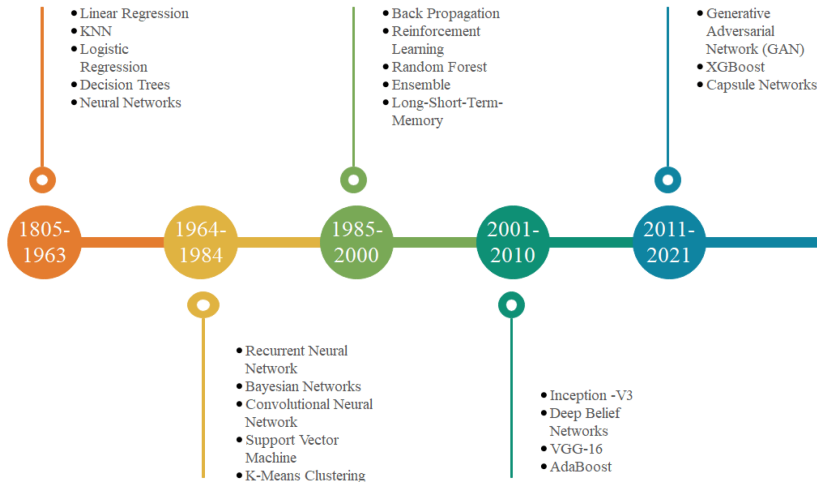 • Linear Regression
• KNN
• Logistic
Regression
• Decision Trees
• Neural Networks
• Back Propagation
• Reinforcement
Learning
• Random Forest
• Ensemble
• Long-Short-Term-
Memory
• Generative
Adversarial
Network (GAN)
• XGBoost
• Capsule Networks
1805-
1963
1964-
1984
1985-
2000
2001-
2010
2011-
2021
• Recurrent Neural
Network
• Bayesian Networks
• Convolutional Neural
Network
• Support Vector
Machine
• K-Means Clustering
• Inception -V3
• Deep Belief
Networks
• VGG-16
• AdaBoost